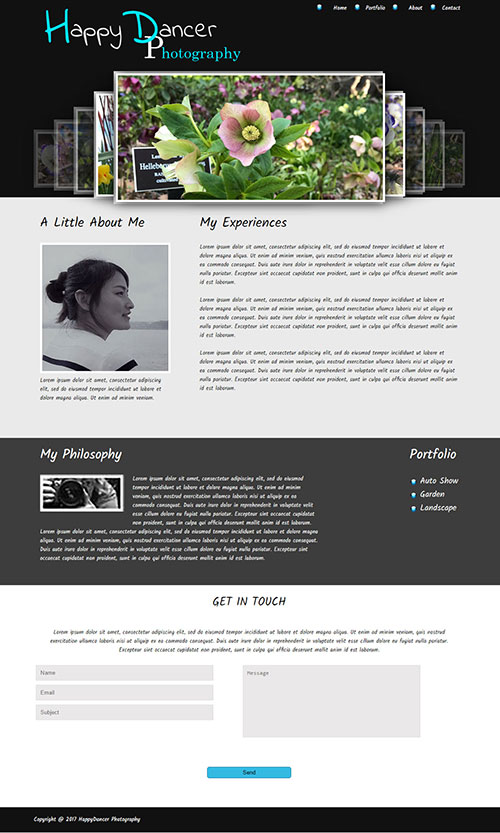 Home Portfolio About Contact
Happy Dancer
Photography
A Little About Me
Lorem ipsum dolor sit amet, consectetur adipiscing
elit, sed do eiusmod tempor incididunt ut labore et
dolore magna aliqua. Ut enim ad minim veniam.
My Experiences
Lorem ipsum dolor sit amet, consectetur adipiscing elit, sed do eiusmod tempor incididunt ut labore et
dolore magna aliqua. Ut enim ad minim veniam, quis nostrud exercitation ullamco laboris nisi ut aliquip ex
ea commodo consequat. Duis aute irure dolor in reprehenderit in voluptate velit esse cillum dolore eu fugiat
nulla pariatur. Excepteur sint occaecat cupidatat non proident, sunt in culpa qui officia deserunt mollit anim
id est laborum.
Lorem ipsum dolor sit amet, consectetur adipiscing elit, sed do eiusmod tempor incididunt ut labore et
dolore magna aliqua. Ut enim ad minim veniam, quis nostrud exercitation ullamco laboris nisi ut aliquip ex
ea commodo consequat. Duis aute irure dolor in reprehenderit in voluptate velit esse cillum dolore eu fugiat
nulla pariatur. Excepteur sint occaecat cupidatat non proident, sunt in culpa qui officia deserunt mollit anim
id est laborum.
Lorem ipsum dolor sit amet, consectetur adipiscing elit, sed do eiusmod tempor incididunt ut labore et
dolore magna aliqua. Ut enim ad minim veniam, quis nostrud exercitation ullamco laboris nisi ut aliquip ex
ea commodo consequat. Duis aute irure dolor in reprehenderit in voluptate velit esse cillum dolore eu fugiat
nulla pariatur. Excepteur sint occaecat cupidatat non proident, sunt in culpa qui officia deserunt mollit anim
id est laborum.
My Philosophy
Lorem ipsum dolor sit amet, consectetur adipiscing elit, sed do eiusmod
tempor incididunt ut labore et dolore magna aliqua. Ut enim ad minim
veniam, quis nostrud exercitation ullamco laboris nisi ut aliquip ex ea
commodo consequat. Duis aute irure dolor in reprehenderit in voluptate velit
esse cillum dolore eu fugiat nulla pariatur. Excepteur sint occaecat cupidatat
non proident, sunt in culpa qui officia deserunt mollit anim id est laborum.
Lorem ipsum dolor sit amet, consectetur adipiscing elit, sed do eiusmod tempor incididunt ut labore et dolore magna
aliqua. Ut enim ad minim veniam, quis nostrud exercitation ullamco laboris nisi ut aliquip ex ea commodo consequat.
Duis aute irure dolor in reprehenderit in voluptate velit esse cillum dolore eu fugiat nulla pariatur. Excepteur sint
occaecat cupidatat non proident, sunt in culpa qui officia deserunt mollit anim id est laborum.
Portfolio
Auto Show
Garden
Landscape
GET IN TOUCH
Lorem ipsum dolor sit amet, consectetur adipiscing elit, sed do eiusmod tempor incididunt ut labore et dolore magna aliqua. Ut enim ad minim veniam, quis nostrud
exercitation ullamco laboris nisi ut aliquip ex ea commodo consequat. Duis aute irure dolor in reprehenderit in voluptate velit esse cillum dolore eu fugiat nulla pariatur.
Excepteur sint occaecat cupidatat non proident, sunt in culpa qui officia deserunt mollit anim id est laborum.
Name
Email
Subject
Message
Send
Copyright @ 2017 HappyDancer Photography